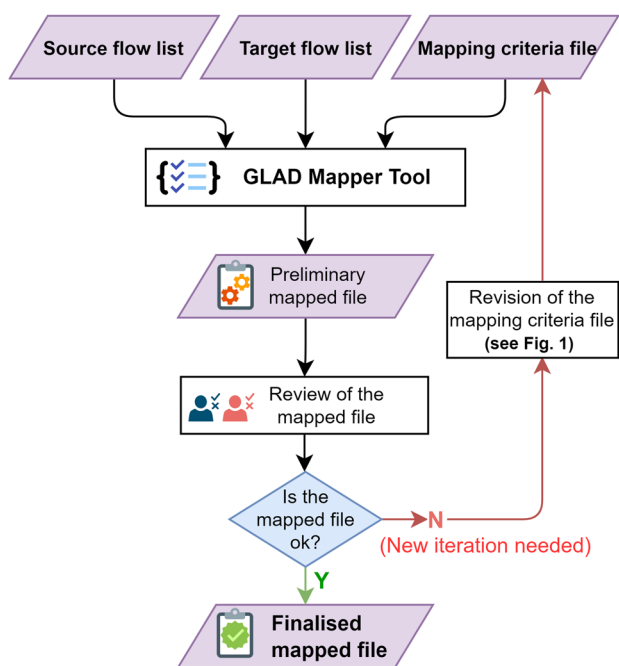 Source flow list
Target flow list
Mapping criteria file
GLAD Mapper Tool
Preliminary
mapped file
Revision of the
mapping criteria file
(see Fig. 1)
Review of the
mapped file
Is the
mapped file
ok?
N
(New iteration needed)
Y
Finalised
mapped file